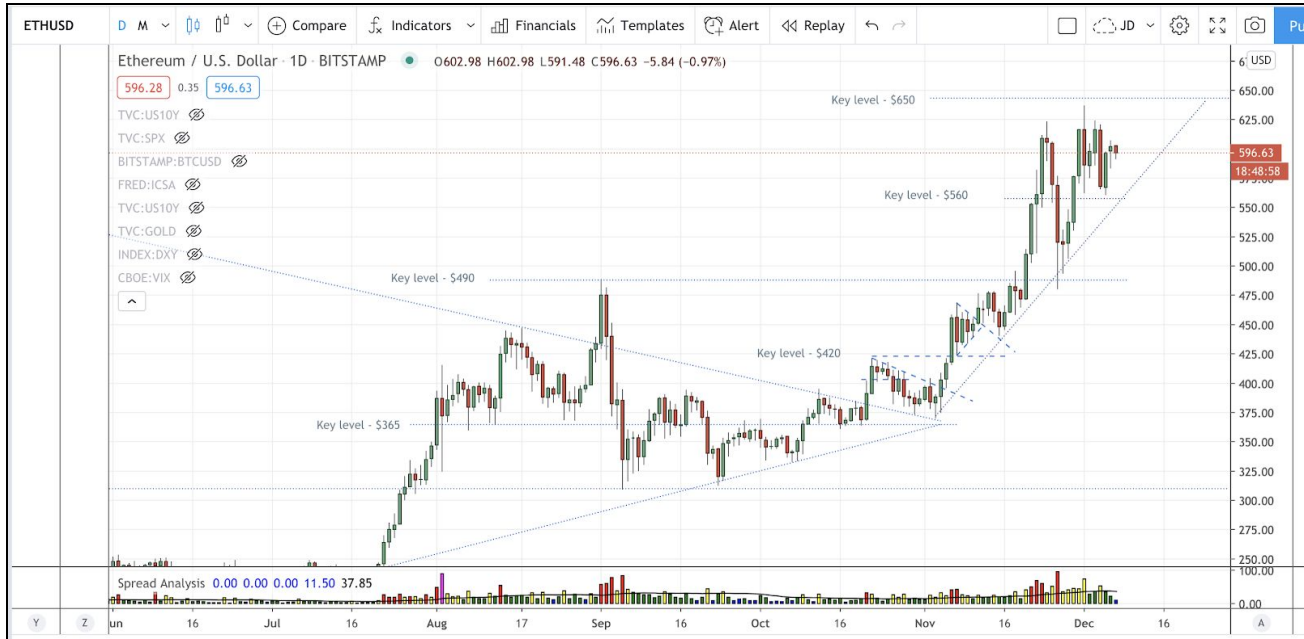 ETHUSD D M Compare Indicators Financials Templates Alert Replay JD
Ethereum / U.S. Dollar · 1D · BITSTAMP O602.98 H602.98 L591.48 C596.63 −5.84 (−0.97%)
USD
596.28 0.35 596.63
TVC:US10Y
TVC:SPX
BITSTAMP:BTCUSD
FRED:ICSA
TVC:US10Y
TVC:GOLD
INDEX:DXY
CBOE:VIX
Key level - $650
Key level - $560
Key level - $490
Key level - $420
Key level - $365
650.00
625.00
596.63
18:48:58
575.00
550.00
525.00
500.00
475.00
450.00
425.00
400.00
375.00
350.00
325.00
300.00
275.00
250.00
Spread Analysis 0.00 0.00 0.00 11.50 37.85
100.00
0.00
Y Z un 16 Jul 16 Aug 17 Sep 16 Oct 16 Nov 16 Dec 16 A